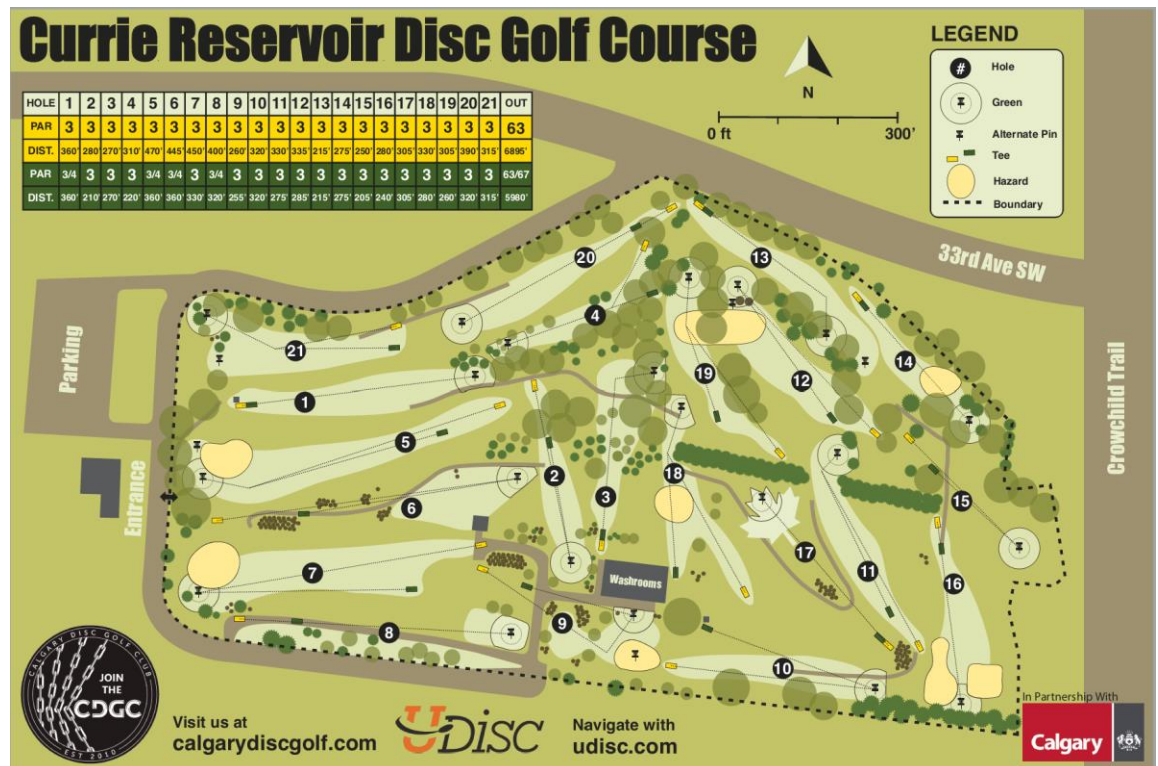 Currie Reservoir Disc Golf Course
HOLE 1 2 3 4 5 6 7 8 9 10 11 12 13 14 15 16 17 18 19 20 21 OUT
PAR 3 3 3 3 3 3 3 3 3 3 3 3 3 3 3 3 3 3 3 3 3 63
DIST. 360' 280' 270' 310' 470' 445' 450' 400' 260' 320' 330' 335' 215' 275' 250' 280' 305' 330' 305' 390' 315' 6895'
PAR 3/4 3 3 3 3/4 3/4 3 3/4 3 3 3 3 3 3 3 3 3 3 3 3 3 63/67
DIST. 360' 210' 270' 220' 360' 360' 330' 320' 255' 320' 275' 285' 215' 275' 205' 240' 305' 280' 260' 320' 315' 5980'
N
0 ft 300'
LEGEND
# Hole
Green
Alternate Pin
Tee
Hazard
Boundary
33rd Ave SW
Crowchild Trail
Parking
Entrance
20
13
4
21
14
1
19
12
5
18
2
3
15
6
17
7
11
16
Washrooms
9
8
10
CALGARY DISC GOLF CLUB
JOIN
THE
CDGC
EST 2010
Visit us at
calgarydiscgolf.com
UDisc
Navigate with
udisc.com
In Partnership With
Calgary